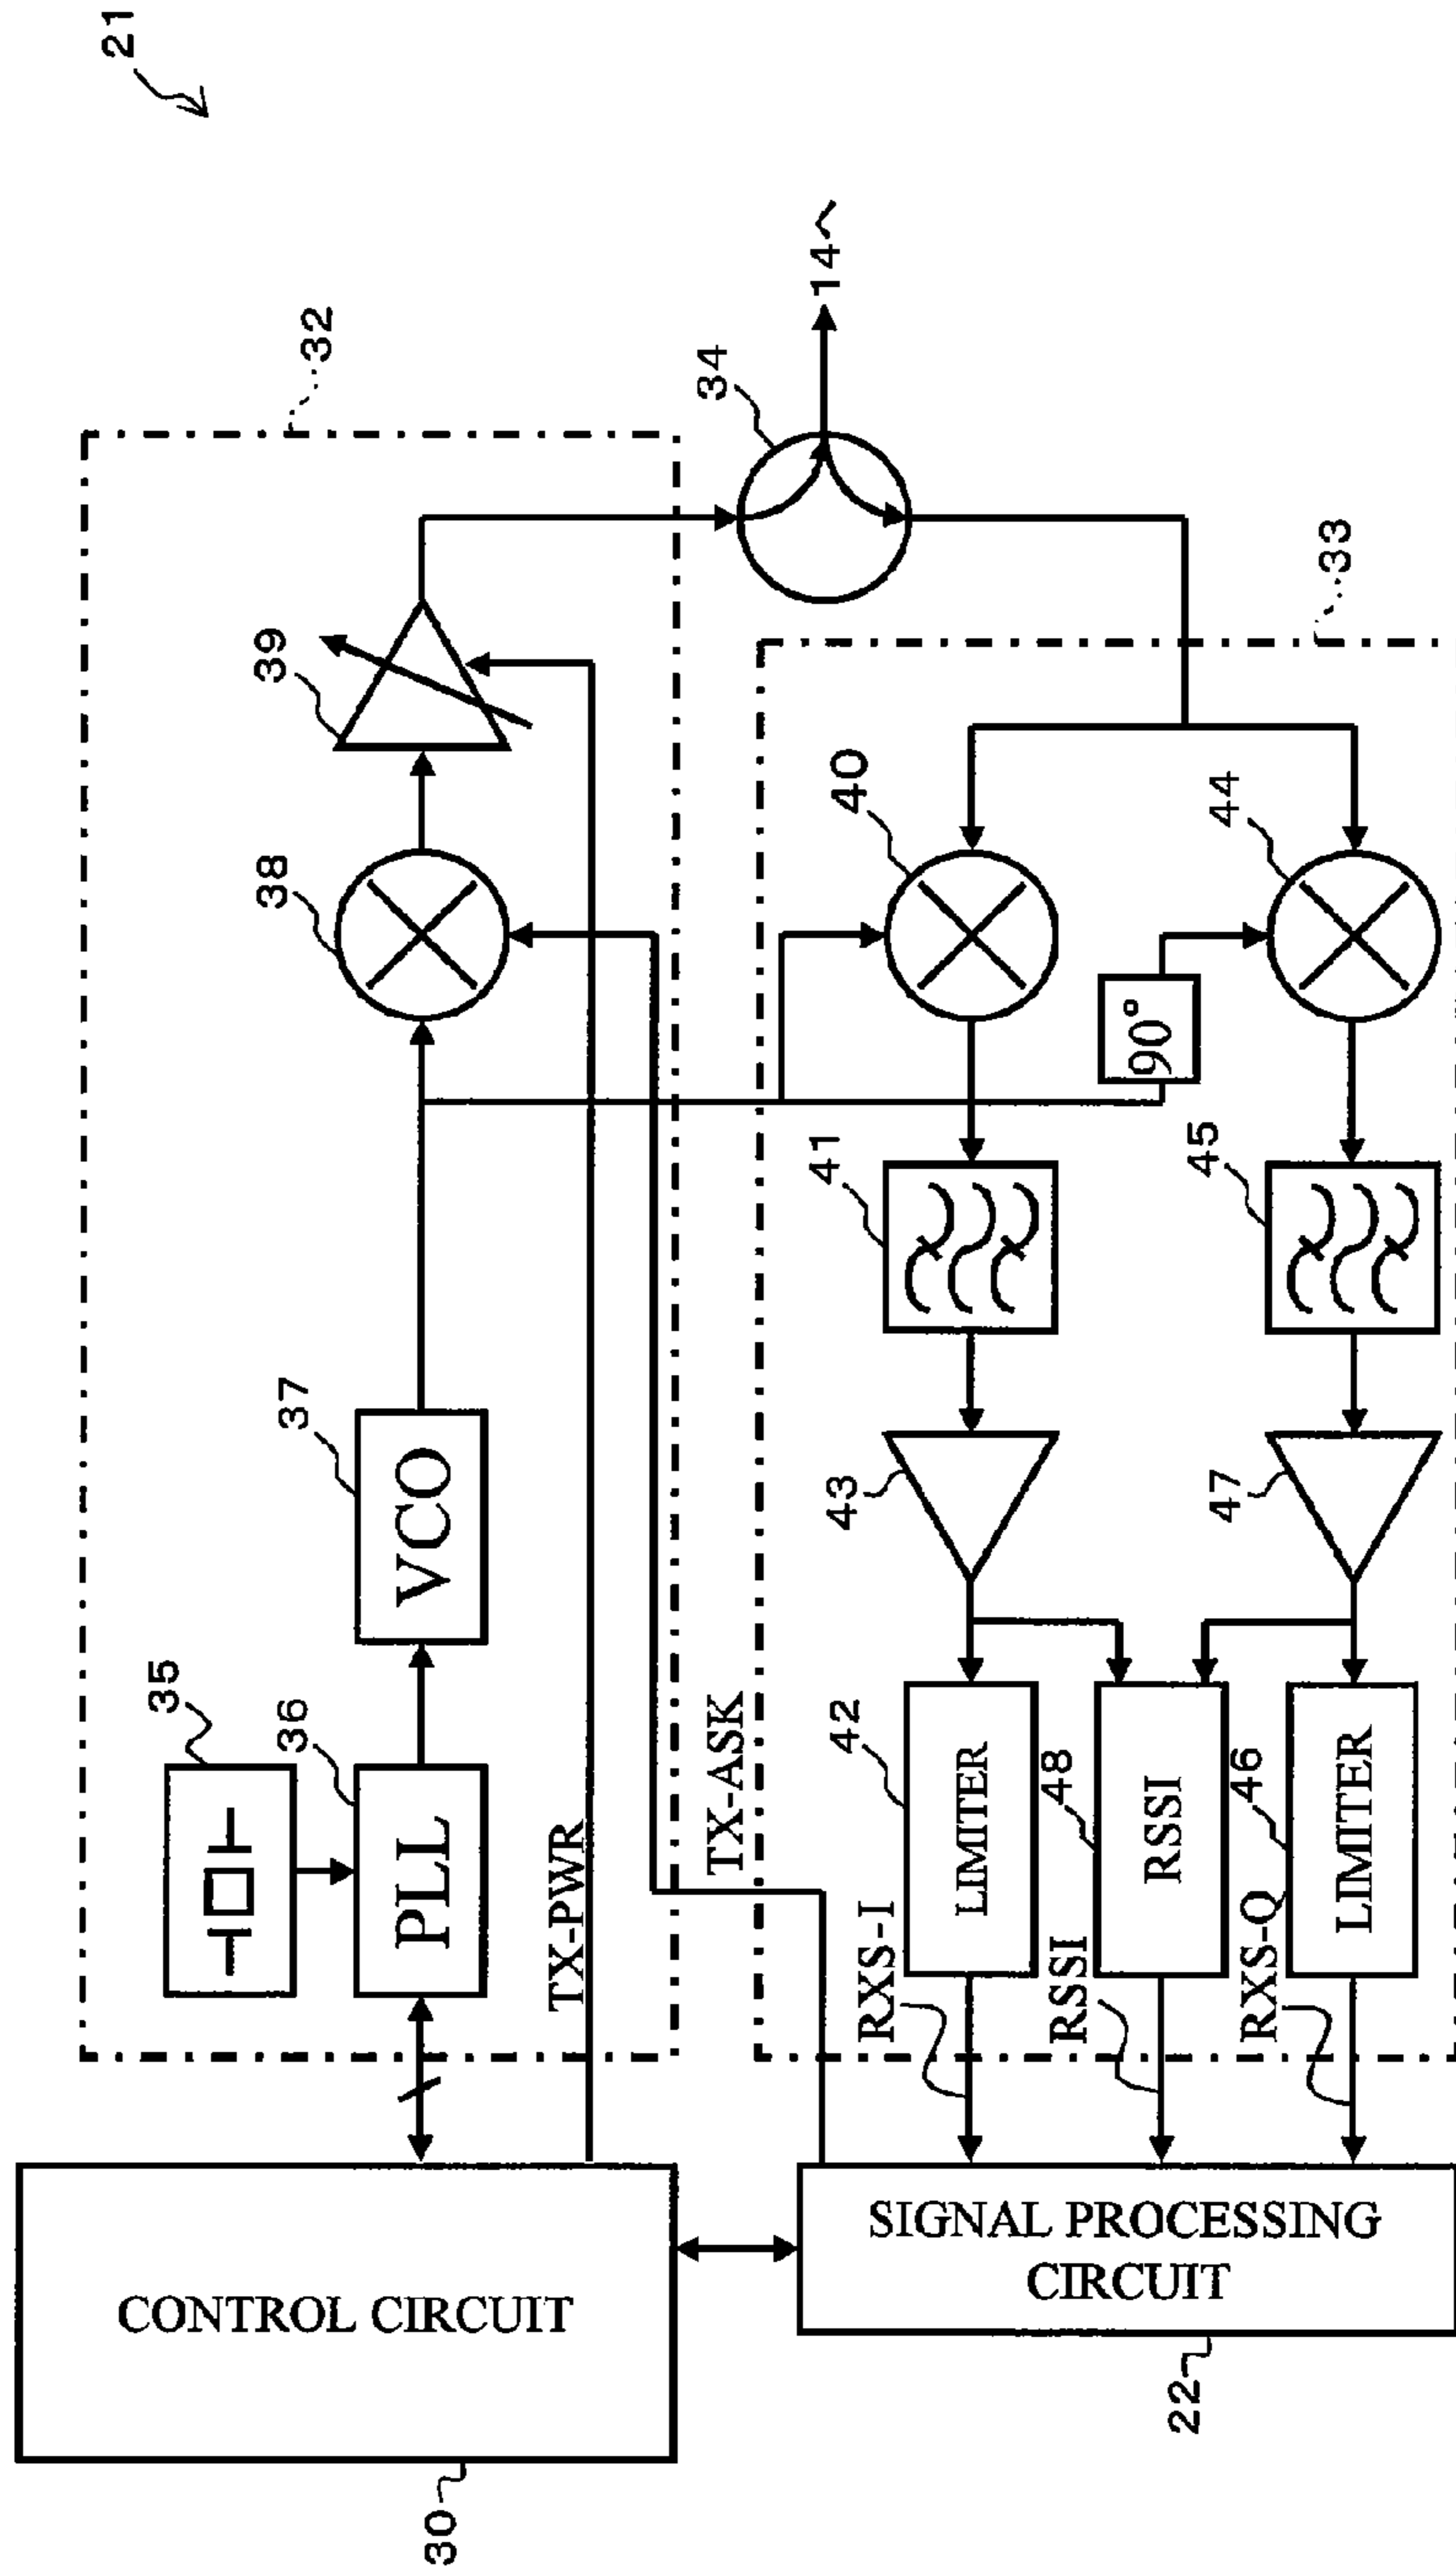 21
32
35
36
37
38
39
PLL
VCO
TX-PWR
34
14
TX-ASK
33
CONTROL CIRCUIT
30
RXS-I
42
LIMITER
43
41
40
RSSI
48
RSSI
90°
RXS-Q
46
LIMITER
47
45
44
SIGNAL PROCESSING
CIRCUIT
22